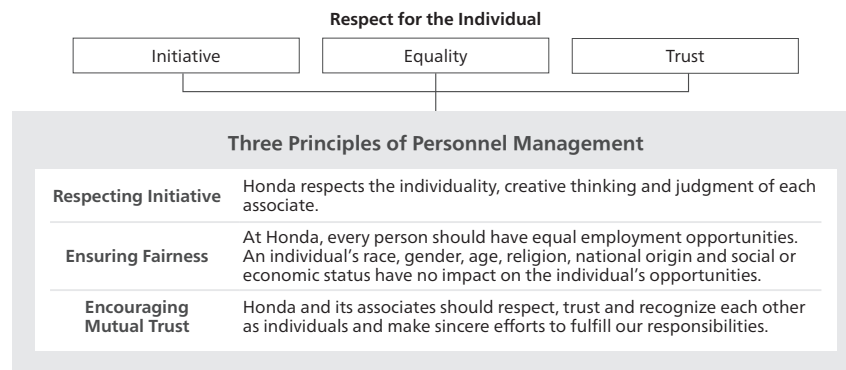 Respect for the Individual
Initiative
Equality
Trust
Three Principles of Personnel Management
Respecting Initiative
Honda respects the individuality, creative thinking and judgment of each
associate.
Ensuring Fairness
At Honda, every person should have equal employment opportunities.
An individual’s race, gender, age, religion, national origin and social or
economic status have no impact on the individual’s opportunities.
Encouraging
Mutual Trust
Honda and its associates should respect, trust and recognize each other
as individuals and make sincere efforts to fulfill our responsibilities.